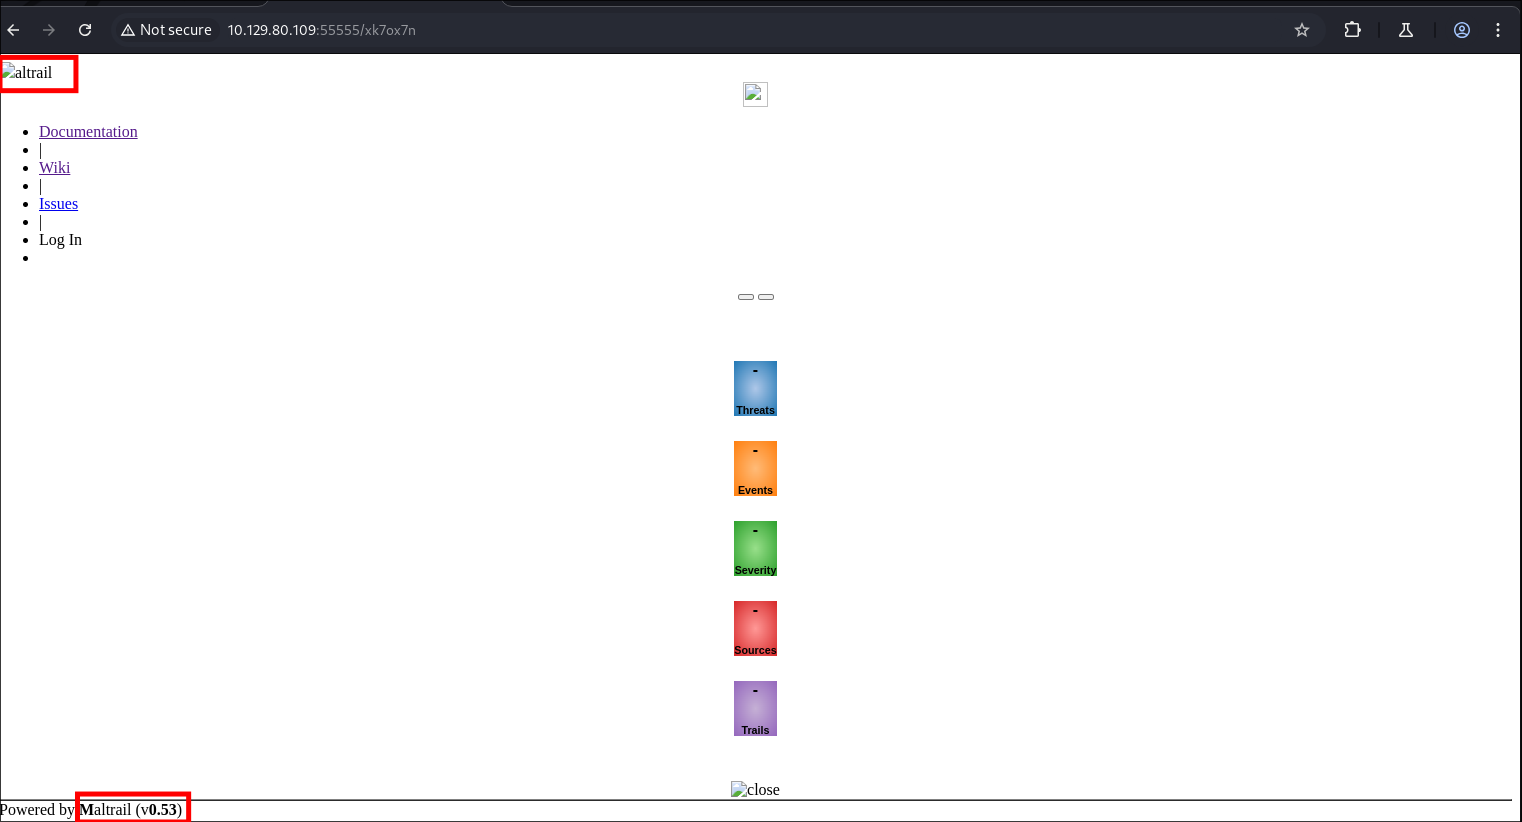 Not secure 10.129.80.109:55555/xk7ox7n
altrail
Documentation
|
Wiki
|
Issues
|
Log In
-
Threats
-
Events
-
Severity
-
Sources
-
Trails
close
Powered by Maltrail (v0.53)